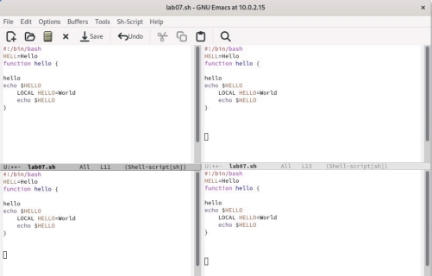 lab07.sh - GNU Emacs at 10.0.2.15
File Edit Options Buffers Tools Sh-Script Help
Save Undo
#!/bin/bash
HELL=Hello
function hello {
hello
echo $HELLO
LOCAL HELLO=World
echo $HELLO
}
U:**- lab07.sh All L11 (Shell-script[sh])
#!/bin/bash
HELL=Hello
function hello {
hello
echo $HELLO
LOCAL HELLO=World
echo $HELLO
}
U:**- lab07.sh All L13 (Shell-script[sh])
#!/bin/bash
HELL=Hello
function hello {
hello
echo $HELLO
LOCAL HELLO=World
echo $HELLO
}
#!/bin/bash
HELL=Hello
function hello {
hello
echo $HELLO
LOCAL HELLO=World
echo $HELLO
}